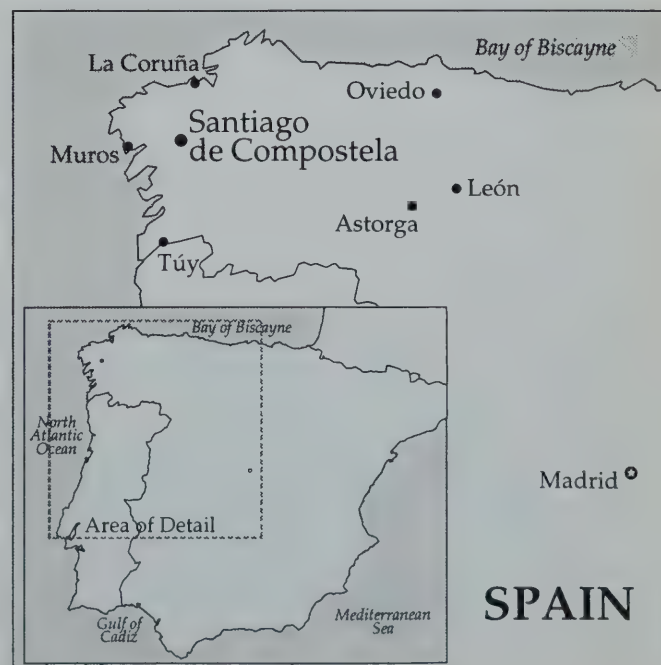 Bay of Biscayne
La Coruña
Oviedo
Santiago
de Compostela
Muros
León
Astorga
Túy
Bay of Biscayne
North
Atlantic
Ocean
Madrid
Area of Detail
SPAIN
Gulf of
Cadiz
Mediterranean
Sea